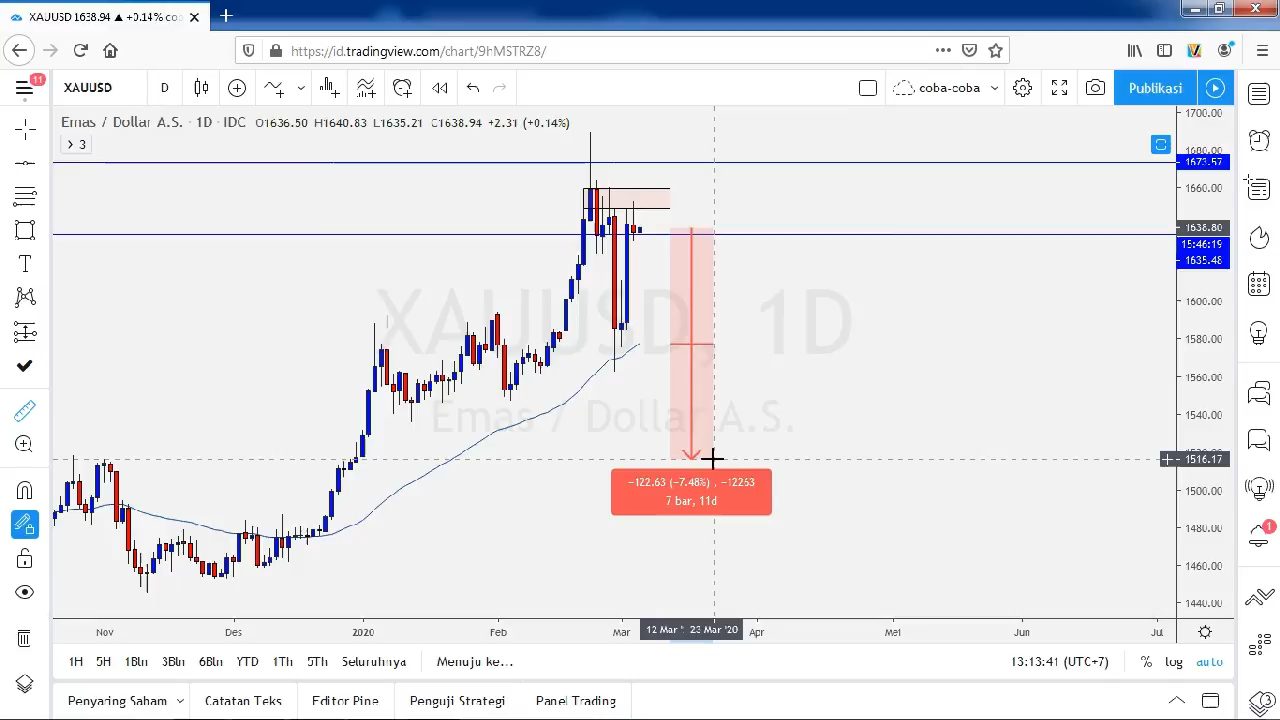 XAUUSD 1638.94 ▲ +0.14% co
https://id.tradingview.com/chart/9hMSTRZ8/
11
XAUUSD
D
coba-coba
Publikasi
Emas / Dollar A.S. · 1D · IDC O1636.50 H1640.83 L1635.21 C1638.94 +2.31 (+0.14%)
3
1700.00
1680.00
1673.57
1660.00
1638.80
15:46:19
1635.48
1600.00
1580.00
1560.00
1540.00
1516.17
1500.00
1480.00
1460.00
1440.00
XAUUSD, 1D
Emas / Dollar A.S.
−122.63 (−7.48%) , −12263
7 bar, 11d
1
Nov Des 2020 Feb Mar 12 Mar ' 23 Mar '20 Apr Mei Jun Jul
1H 5H 1Bln 3Bln 6Bln YTD 1Th 5Th Seluruhnya Menuju ke... 13:13:41 (UTC+7) % log auto
Penyaring Saham Catatan Teks Editor Pine Penguji Strategi Panel Trading